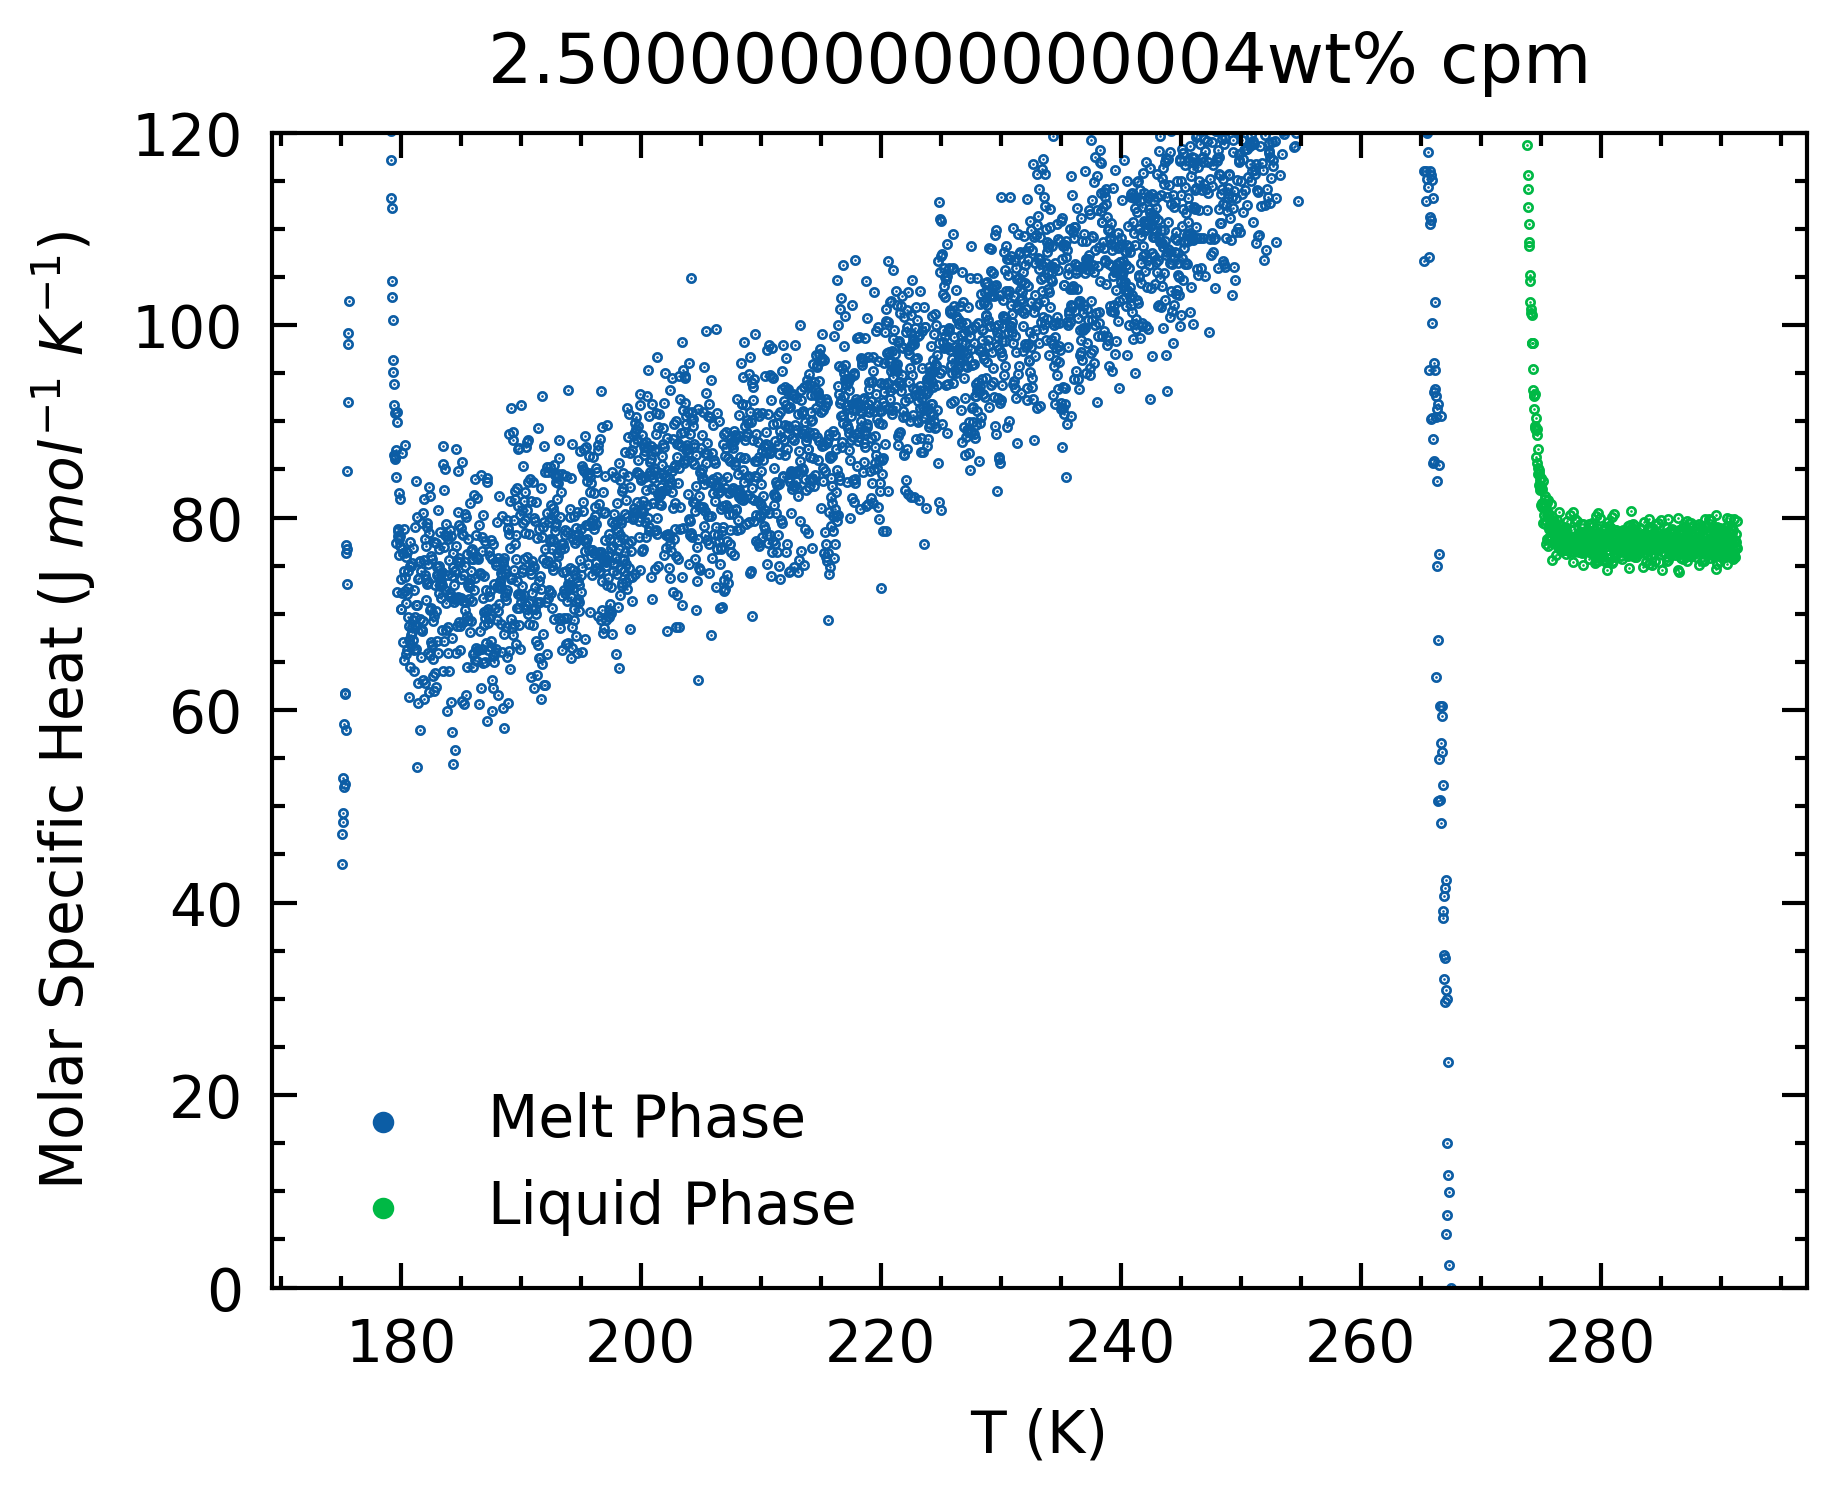 2.5000000000000004wt% cpm
Molar Specific Heat (J mol⁻¹ K⁻¹)
120
100
80
60
40
20
0
Melt Phase
Liquid Phase
180 200 220 240 260 280
T (K)